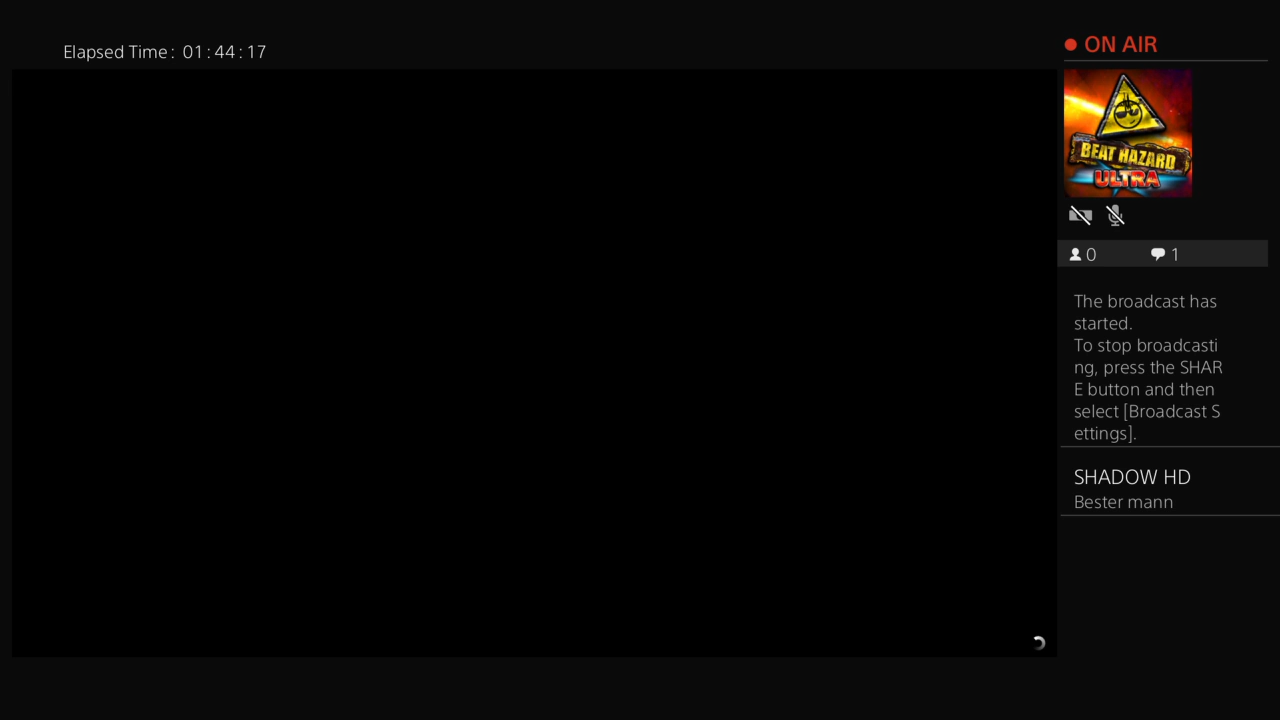 Elapsed Time: 01:44:17
ON AIR
BEAT HAZARD
ULTRA
0 1
The broadcast has
started.
To stop broadcasti
ng, press the SHAR
E button and then
select [Broadcast S
ettings].
SHADOW HD
Bester mann